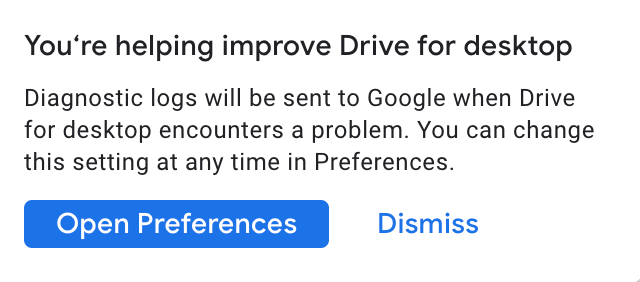 You‘re helping improve Drive for desktop
Diagnostic logs will be sent to Google when Drive
for desktop encounters a problem. You can change
this setting at any time in Preferences.
Open Preferences Dismiss